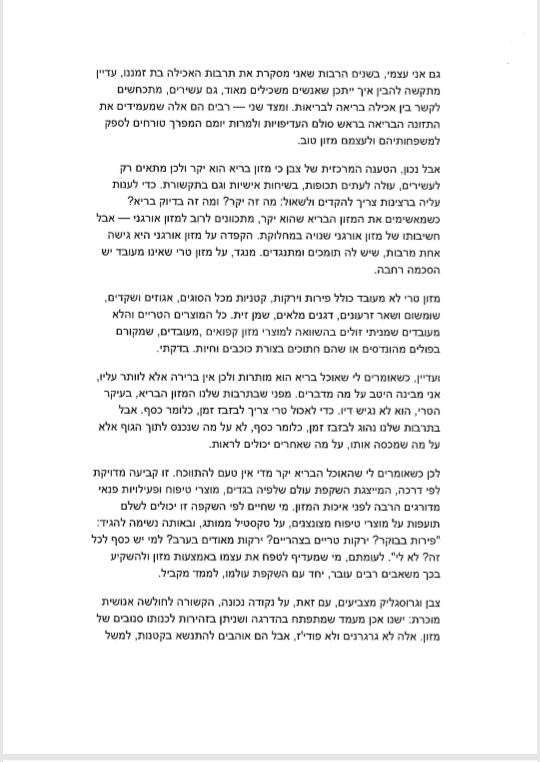 גם אני עצמי, בשנים הרבות שאני מסקרת את תרבות האכילה בת זמננו, עדיין
מתקשה להבין איך ייתכן שאנשים משכילים מאוד, גם עשירים, מתכחשים
לקשר בין אכילה בריאה לבריאות. ומצד שני — רבים הם אלה שמעמידים את
התזונה הבריאה בראש סולם העדיפויות ולמרות יומם המפרך טורחים לספק
למשפחותיהם ולעצמם מזון טוב.
אבל נכון, הטענה המרכזית של צבן כי מזון בריא הוא יקר ולכן מתאים רק
לעשירים, עולה לעתים תכופות, בשיחות אישיות וגם בתקשורת. כדי לענות
עליה ברצינות צריך להקדים ולשאול: מה זה יקר? ומה זה בדיוק בריא?
כשמאשימים את המזון הבריא שהוא יקר, מתכוונים לרוב למזון אורגני — אבל
חשיבותו של מזון אורגני שנויה במחלוקת. הקפדה על מזון אורגני היא גישה
אחת מרבות, שיש לה תומכים ומתנגדים. מנגד, על מזון טרי שאינו מעובד יש
הסכמה רחבה.
מזון טרי לא מעובד כולל פירות וירקות, קטניות מכל הסוגים, אגוזים ושקדים,
שומשום ושאר זרעונים, דגנים מלאים, שמן זית. כל המוצרים הטריים והלא
מעובדים שמניתי זולים בהשוואה למוצרי מזון קפואים ,מעובדים, שמקורם
בפולים מהונדסים או שהם חתוכים בצורת כוכבים וחיות. בדקתי.
ועדיין, כשאומרים לי שאוכל בריא הוא מותרות ולכן אין ברירה אלא לוותר עליו,
אני מבינה היטב על מה מדברים. מפני שבתרבות שלנו המזון הבריא, בעיקר
הטרי, הוא לא נגיש דיו. כדי לאכול טרי צריך לבזבז זמן, כלומר כסף. אבל
בתרבות שלנו נהוג לבזבז זמן, כלומר כסף, לא על מה שנכנס לתוך הגוף אלא
על מה שמכסה אותו, על מה שאחרים יכולים לראות.
לכן כשאומרים לי שהאוכל הבריא יקר מדי אין טעם להתווכח. זו קביעה מדויקת
לפי דרכה, המייצגת השקפת עולם שלפיה בגדים, מוצרי טיפוח ופעילויות פנאי
מדורגים הרבה לפני איכות המזון. מי שחיים לפי השקפה זו יכולים לשלם
תועפות על מוצרי טיפוח מצונצנים, על טקסטיל ממותג, ובאותה נשימה להגיד:
"פירות בבוקר? ירקות טריים בצהריים? ירקות מאודים בערב? למי יש כסף לכל
זה? לא לי". לעומתם, מי שמעדיף לטפח את עצמו באמצעות מזון ולהשקיע
בכך משאבים רבים עובר, יחד עם השקפת עולמו, לממד מקביל.
צבן וגרוסגליק מצביעים, עם זאת, על נקודה נכונה, הקשורה לחולשה אנושית
מוכרת: ישנו אכן מעמד שמתפתח בהדרגה ושניתן בזהירות לכנותו סנובים של
מזון. אלה לא גרגרנים ולא פודי'ז, אבל הם אוהבים להתנשא בקטנות, למשל